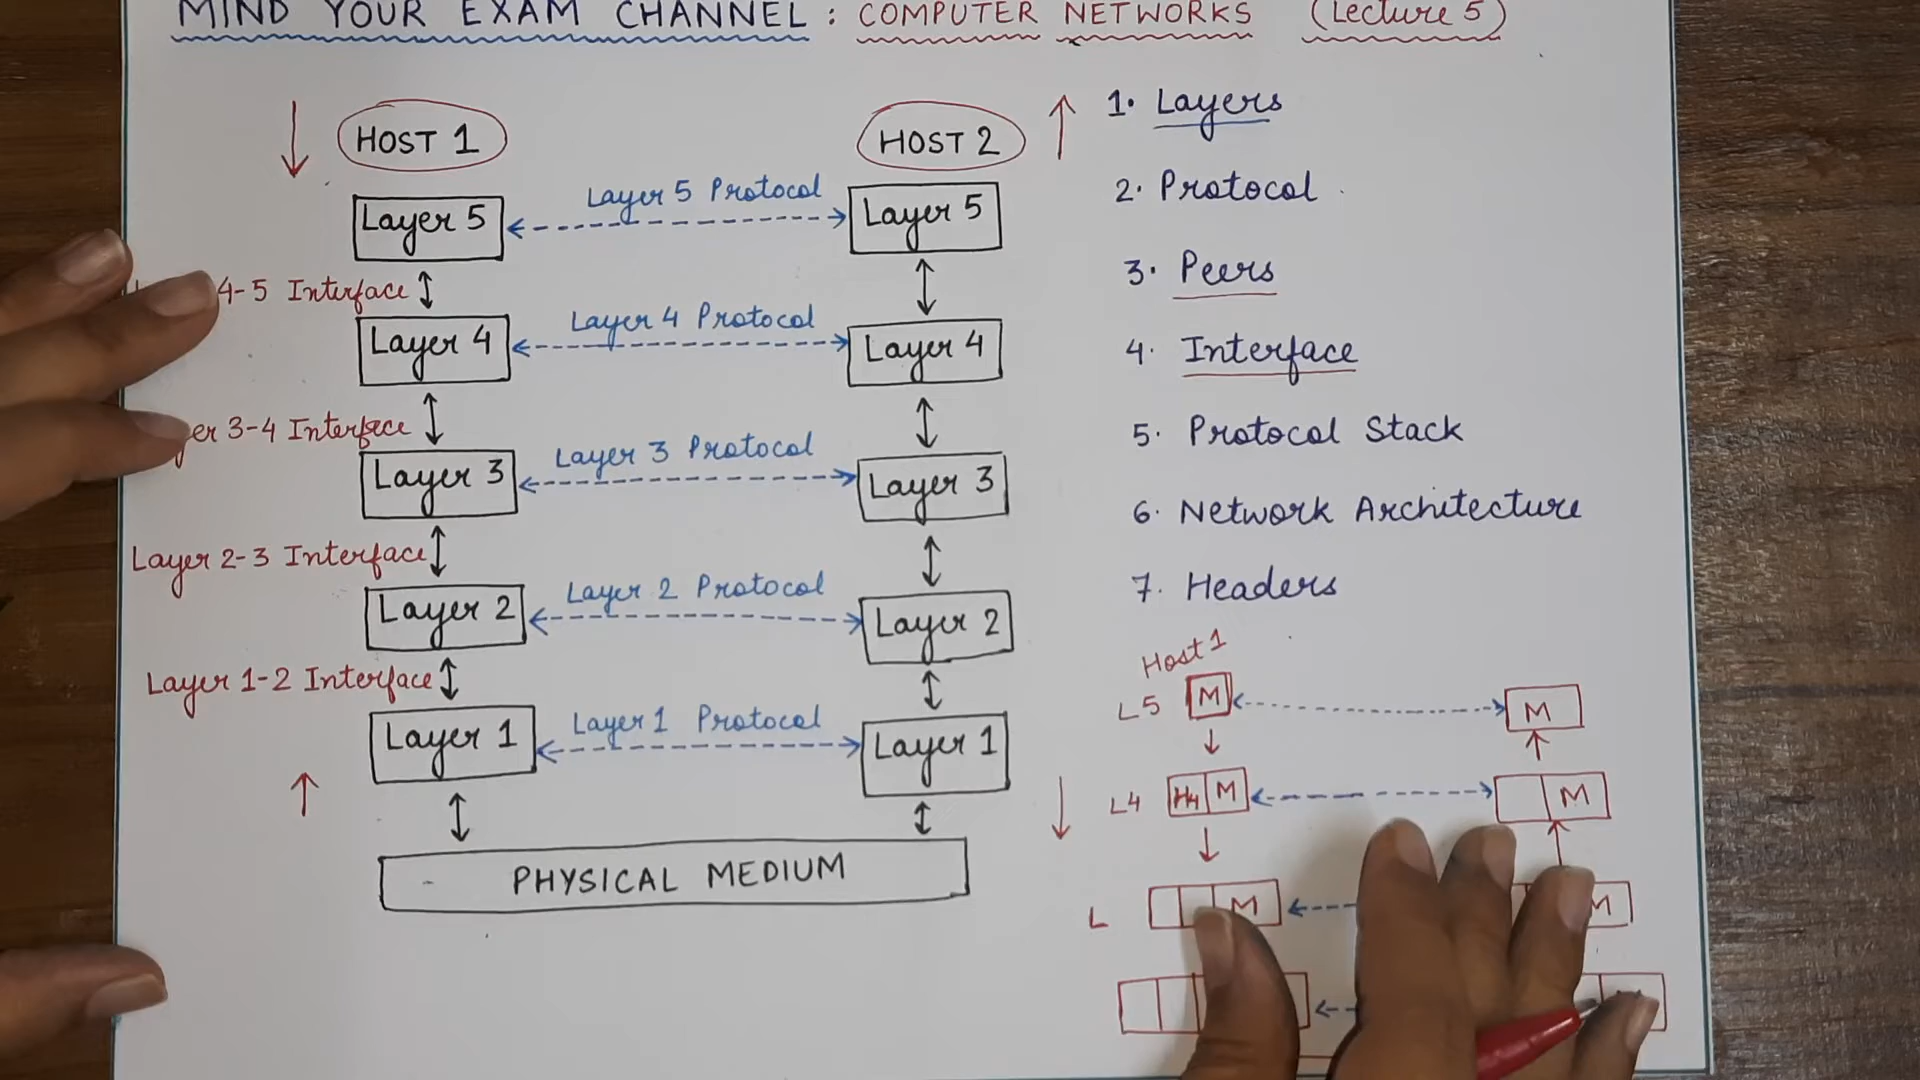 MIND YOUR EXAM CHANNEL : COMPUTER NETWORKS (Lecture 5)
HOST 1
HOST 2
Layer 5
Layer 5 Protocol
Layer 5
4-5 Interface
Layer 4
Layer 4 Protocol
Layer 4
3-4 Interface
Layer 3
Layer 3 Protocol
Layer 3
Layer 2-3 Interface
Layer 2
Layer 2 Protocol
Layer 2
Layer 1-2 Interface
Layer 1
Layer 1 Protocol
Layer 1
PHYSICAL MEDIUM
1. Layers
2. Protocol
3. Peers
4. Interface
5. Protocol Stack
6. Network Architecture
7. Headers
Host 1
L5 M M
L4 H4 M M
L M M